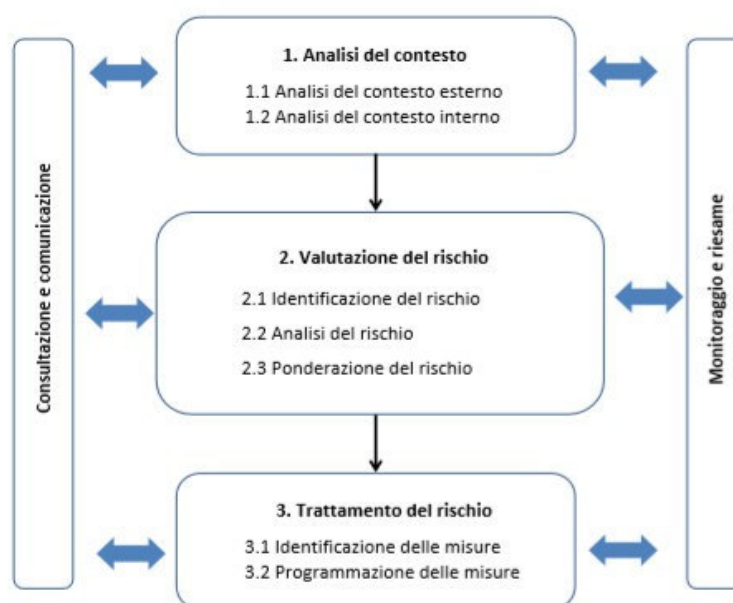 Consultazione e comunicazione
1. Analisi del contesto
1.1 Analisi del contesto esterno
1.2 Analisi del contesto interno
2. Valutazione del rischio
2.1 Identificazione del rischio
2.2 Analisi del rischio
2.3 Ponderazione del rischio
3. Trattamento del rischio
3.1 Identificazione delle misure
3.2 Programmazione delle misure
Monitoraggio e riesame